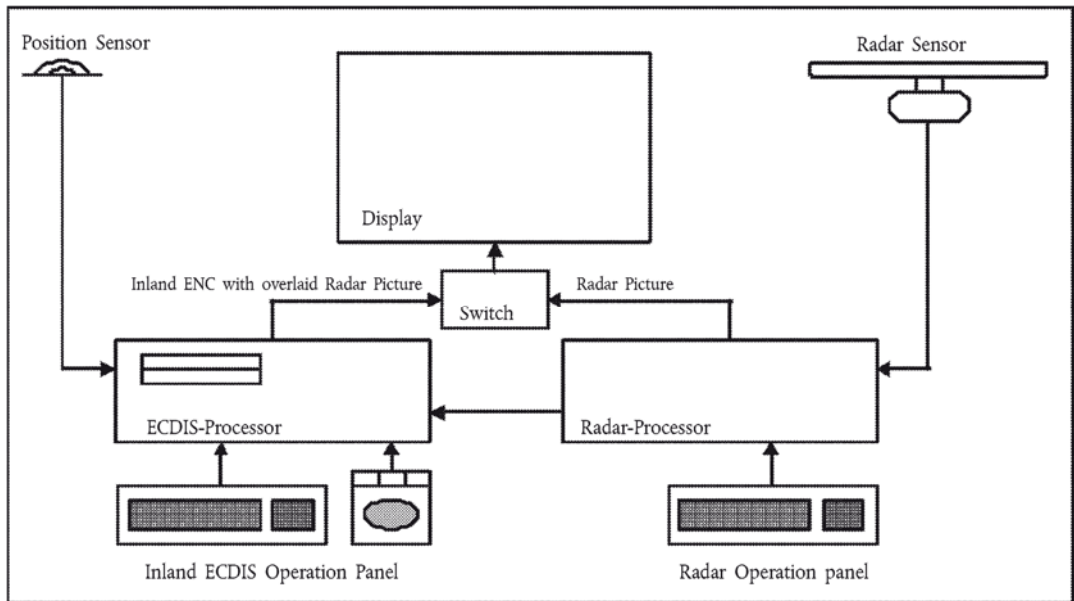 Position Sensor
Radar Sensor
Display
Inland ENC with overlaid Radar Picture
Radar Picture
Switch
ECDIS-Processor
Radar-Processor
Inland ECDIS Operation Panel
Radar Operation panel